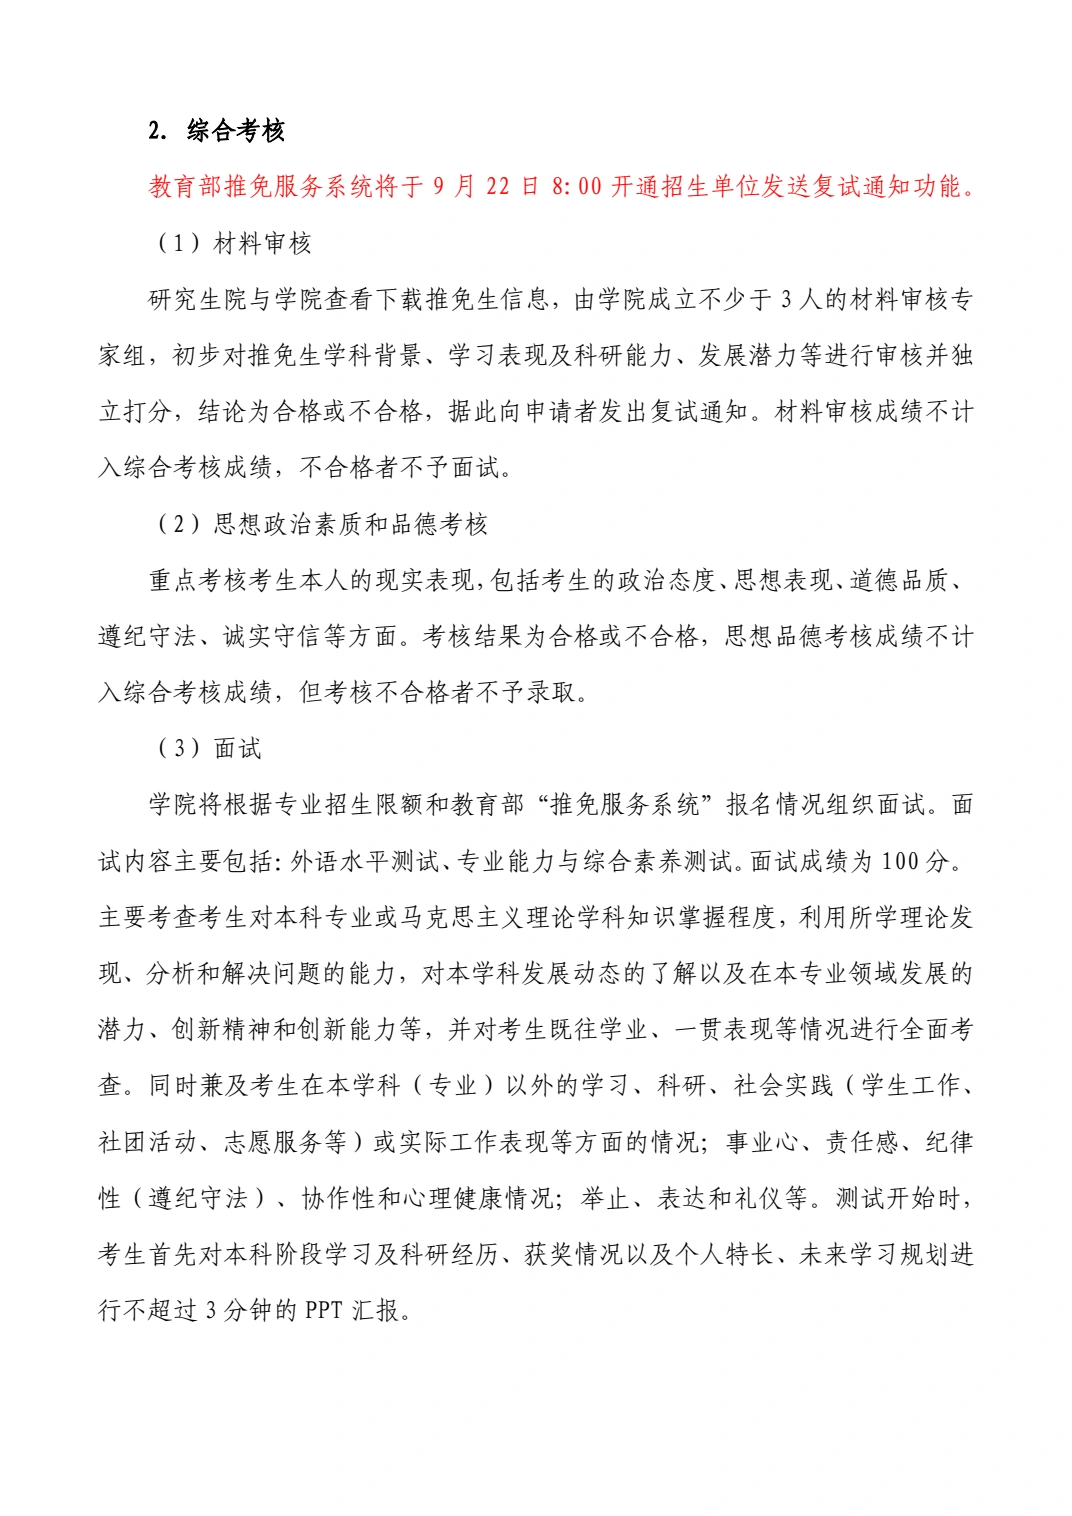 2. 综合考核
教育部推免服务系统将于 9 月 22 日 8:00 开通招生单位发送复试通知功能。
（1）材料审核
研究生院与学院查看下载推免生信息，由学院成立不少于 3 人的材料审核专
家组，初步对推免生学科背景、学习表现及科研能力、发展潜力等进行审核并独
立打分，结论为合格或不合格，据此向申请者发出复试通知。材料审核成绩不计
入综合考核成绩，不合格者不予面试。
（2）思想政治素质和品德考核
重点考核考生本人的现实表现，包括考生的政治态度、思想表现、道德品质、
遵纪守法、诚实守信等方面。考核结果为合格或不合格，思想品德考核成绩不计
入综合考核成绩，但考核不合格者不予录取。
（3）面试
学院将根据专业招生限额和教育部“推免服务系统”报名情况组织面试。面
试内容主要包括：外语水平测试、专业能力与综合素养测试。面试成绩为 100 分。
主要考查考生对本科专业或马克思主义理论学科知识掌握程度，利用所学理论发
现、分析和解决问题的能力，对本学科发展动态的了解以及在本专业领域发展的
潜力、创新精神和创新能力等，并对考生既往学业、一贯表现等情况进行全面考
查。同时兼及考生在本学科（专业）以外的学习、科研、社会实践（学生工作、
社团活动、志愿服务等）或实际工作表现等方面的情况；事业心、责任感、纪律
性（遵纪守法）、协作性和心理健康情况；举止、表达和礼仪等。测试开始时，
考生首先对本科阶段学习及科研经历、获奖情况以及个人特长、未来学习规划进
行不超过 3 分钟的 PPT 汇报。